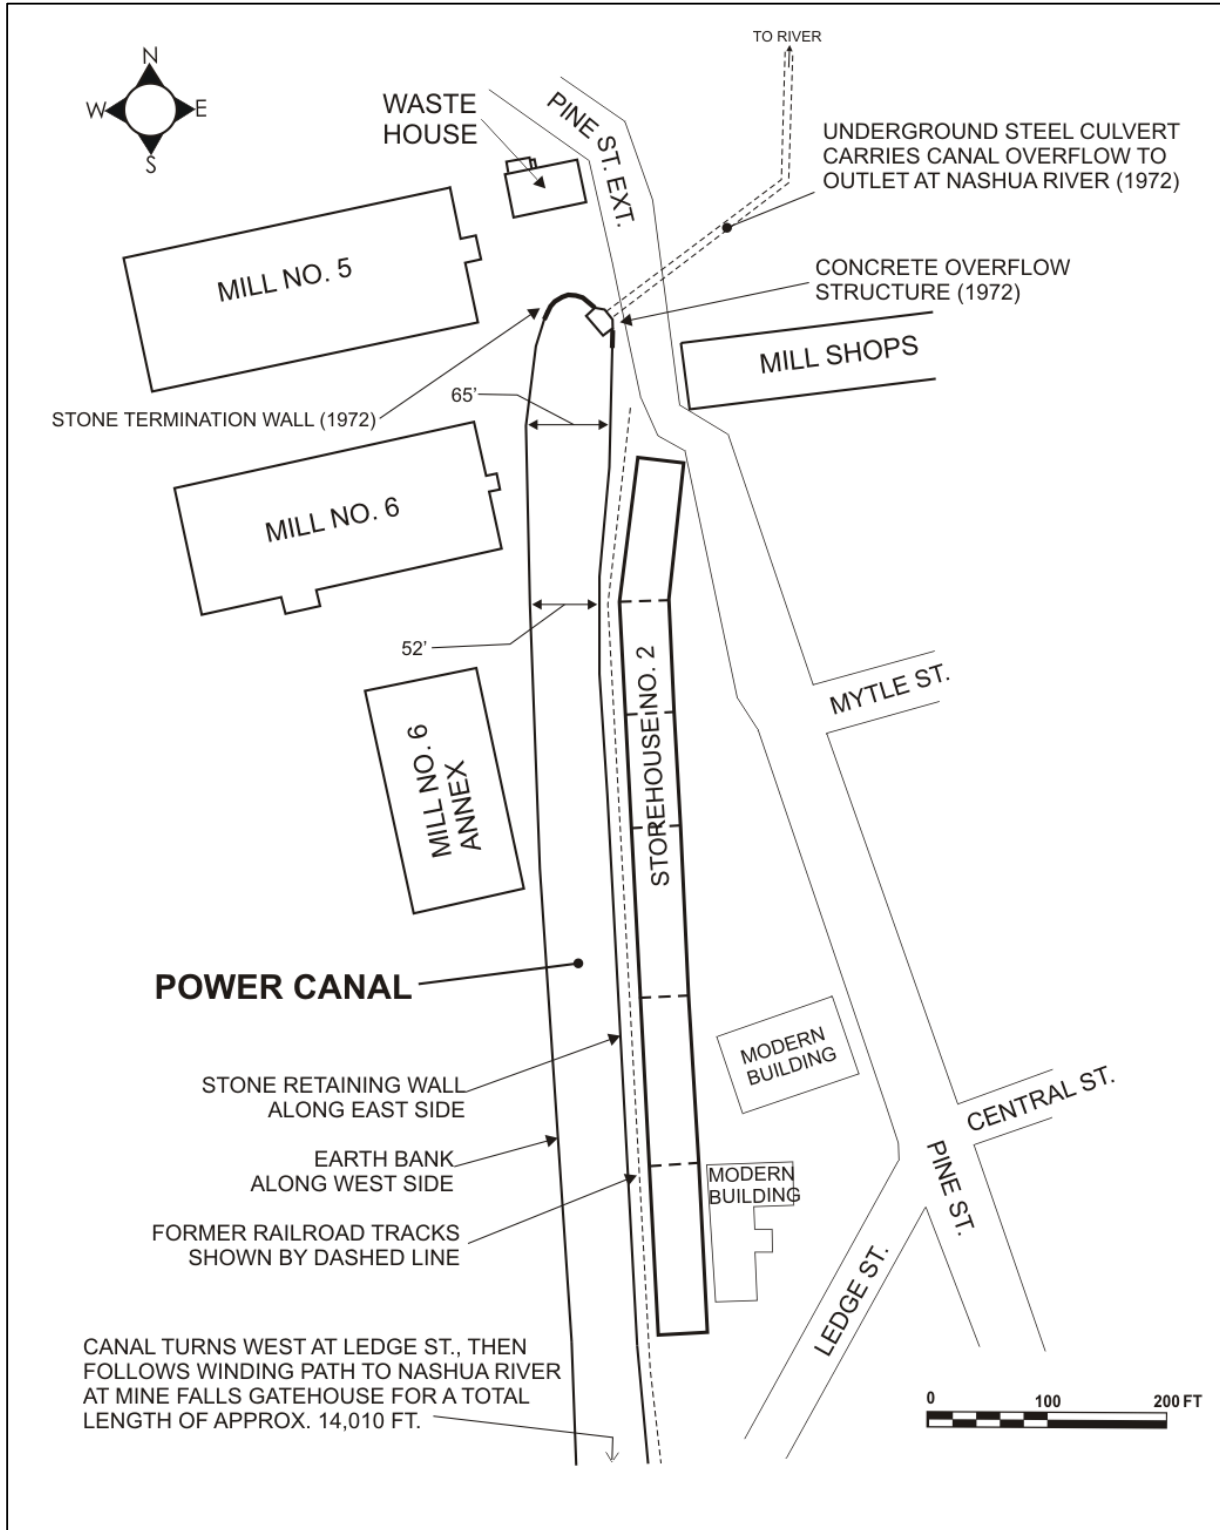 TO RIVER
N
W
E
S
WASTE
HOUSE
PINE ST. EXT.
UNDERGROUND STEEL CULVERT
CARRIES CANAL OVERFLOW TO
OUTLET AT NASHUA RIVER (1972)
MILL NO. 5
CONCRETE OVERFLOW
STRUCTURE (1972)
MILL SHOPS
65'
STONE TERMINATION WALL (1972)
MILL NO. 6
52'
MYTLE ST.
STOREHOUSE NO. 2
MILL NO. 6
ANNEX
POWER CANAL
MODERN
BUILDING
STONE RETAINING WALL
ALONG EAST SIDE
CENTRAL ST.
EARTH BANK
ALONG WEST SIDE
PINE ST.
MODERN
BUILDING
FORMER RAILROAD TRACKS
SHOWN BY DASHED LINE
LEDGE ST.
CANAL TURNS WEST AT LEDGE ST., THEN
FOLLOWS WINDING PATH TO NASHUA RIVER
AT MINE FALLS GATEHOUSE FOR A TOTAL
LENGTH OF APPROX. 14,010 FT.
0 100 200 FT